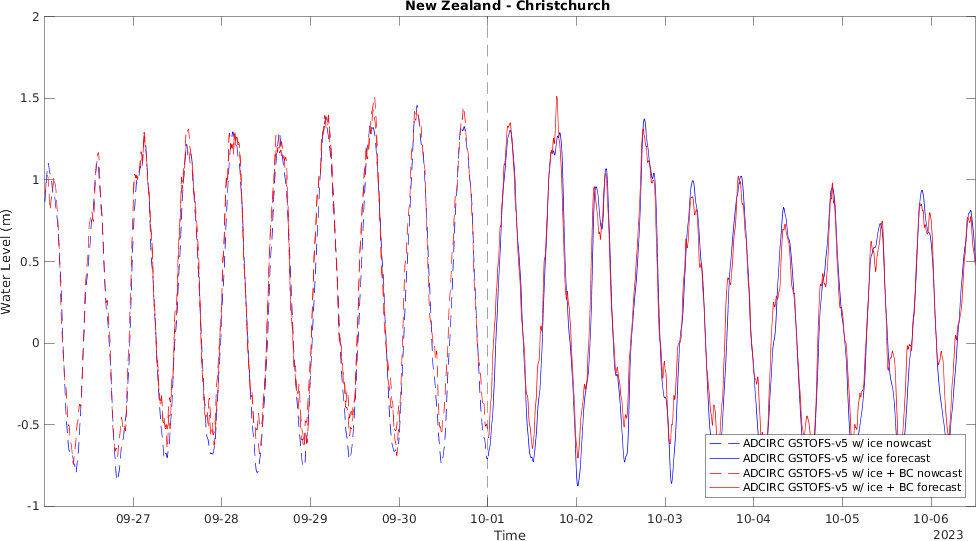 New Zealand - Christchurch
2
1.5
1
0.5
0
-0.5
-1
Water Level (m)
09-27 09-28 09-29 09-30 10-01 10-02 10-03 10-04 10-05 10-06
Time
2023
ADCIRC GSTOFS-v5 w/ ice nowcast
ADCIRC GSTOFS-v5 w/ ice forecast
ADCIRC GSTOFS-v5 w/ ice + BC nowcast
ADCIRC GSTOFS-v5 w/ ice + BC forecast